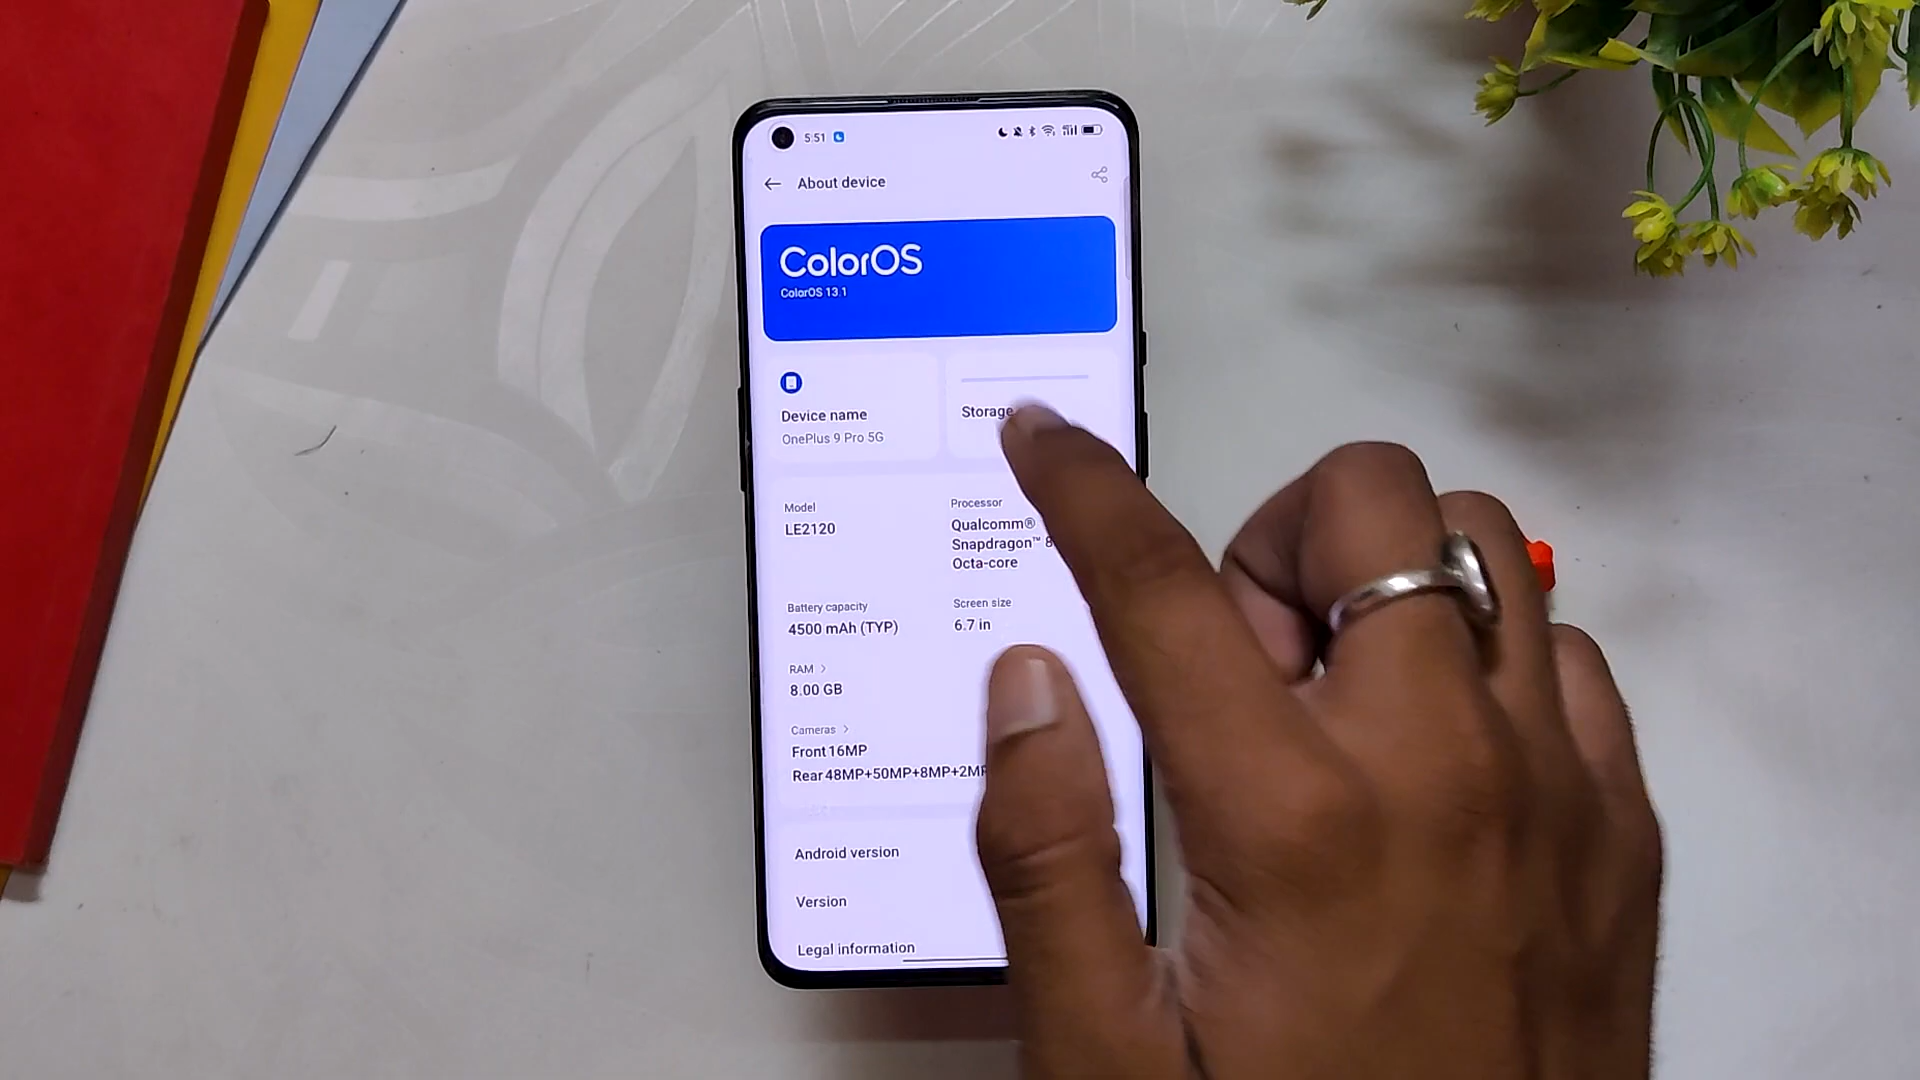 5:51
About device
ColorOS
ColorOS 13.1
Device name
OnePlus 9 Pro 5G
Storage
Model
LE2120
Processor
Qualcomm®
Snapdragon™ 8
Octa-core
Battery capacity
4500 mAh (TYP)
Screen size
6.7 in
RAM >
8.00 GB
Cameras >
Front 16MP
Rear 48MP+50MP+8MP+2MP
Android version
Version
Legal information